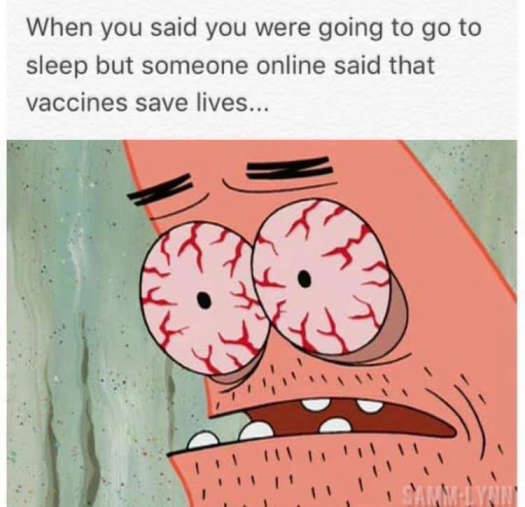 When you said you were going to go to
sleep but someone online said that
vaccines save lives...
SAMM-LYNN